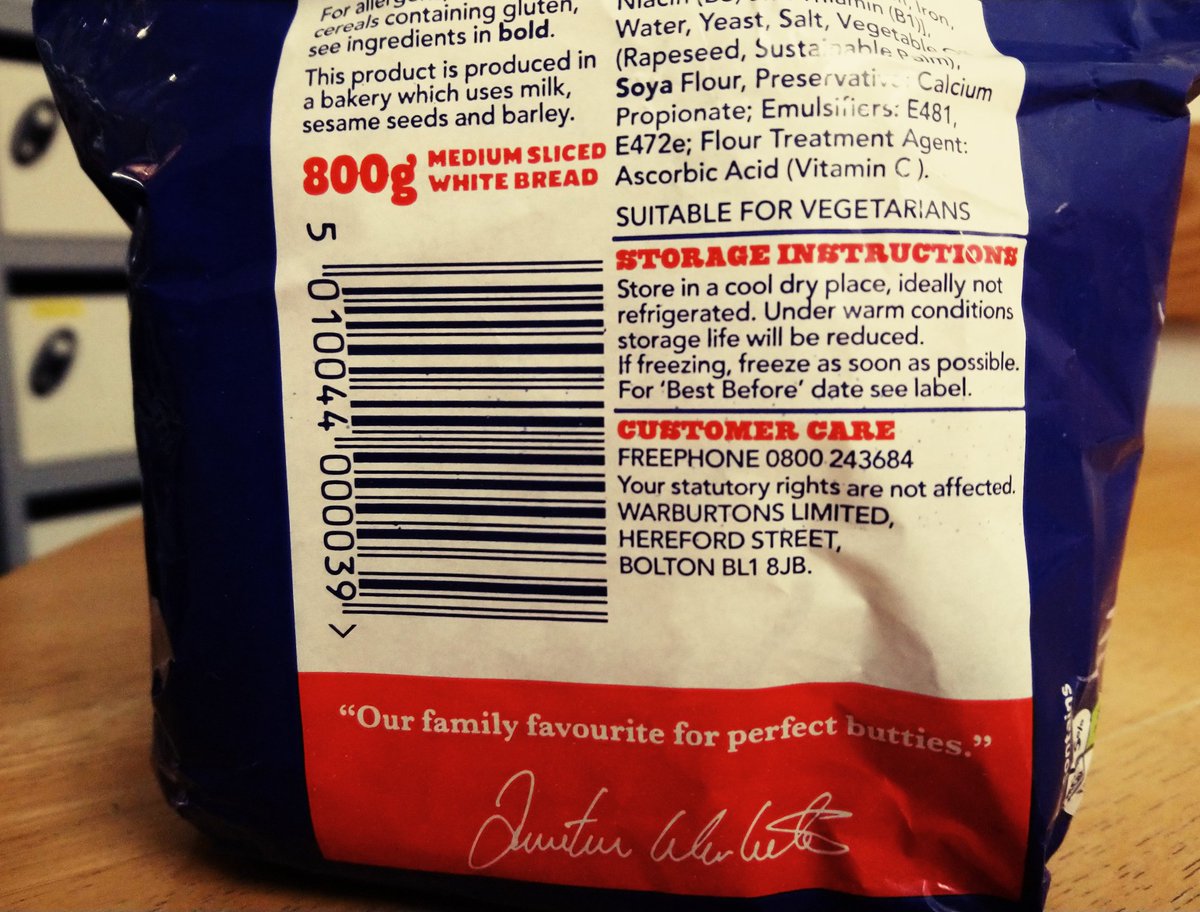 For
cereals containing gluten,
see ingredients in bold.
This product is produced in
a bakery which uses milk,
sesame seeds and barley.
800g MEDIUM SLICED
WHITE BREAD
5 010044 000039 >
Iron,
Water, Yeast, Salt, Vegetable
(Rapeseed, Sustainable Palm),
Soya Flour, Preservative: Calcium
Propionate; Emulsifiers: E481,
E472e; Flour Treatment Agent:
Ascorbic Acid (Vitamin C ).
SUITABLE FOR VEGETARIANS
STORAGE INSTRUCTIONS
Store in a cool dry place, ideally not
refrigerated. Under warm conditions
storage life will be reduced.
If freezing, freeze as soon as possible.
For ‘Best Before’ date see label.
CUSTOMER CARE
FREEPHONE 0800 243684
Your statutory rights are not affected.
WARBURTONS LIMITED,
HEREFORD STREET,
BOLTON BL1 8JB.
“Our family favourite for perfect butties.”